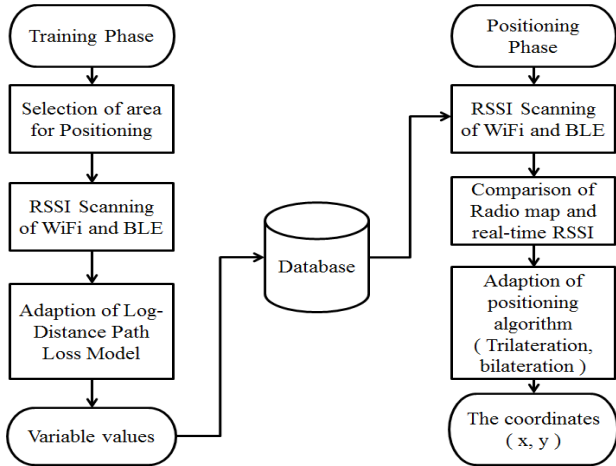 Training Phase
Selection of area
for Positioning
RSSI Scanning
of WiFi and BLE
Adaption of Log-
Distance Path
Loss Model
Variable values
Database
Positioning
Phase
RSSI Scanning
of WiFi and BLE
Comparison of
Radio map and
real-time RSSI
Adaption of
positioning
algorithm
( Trilateration,
bilateration )
The coordinates
( x, y )